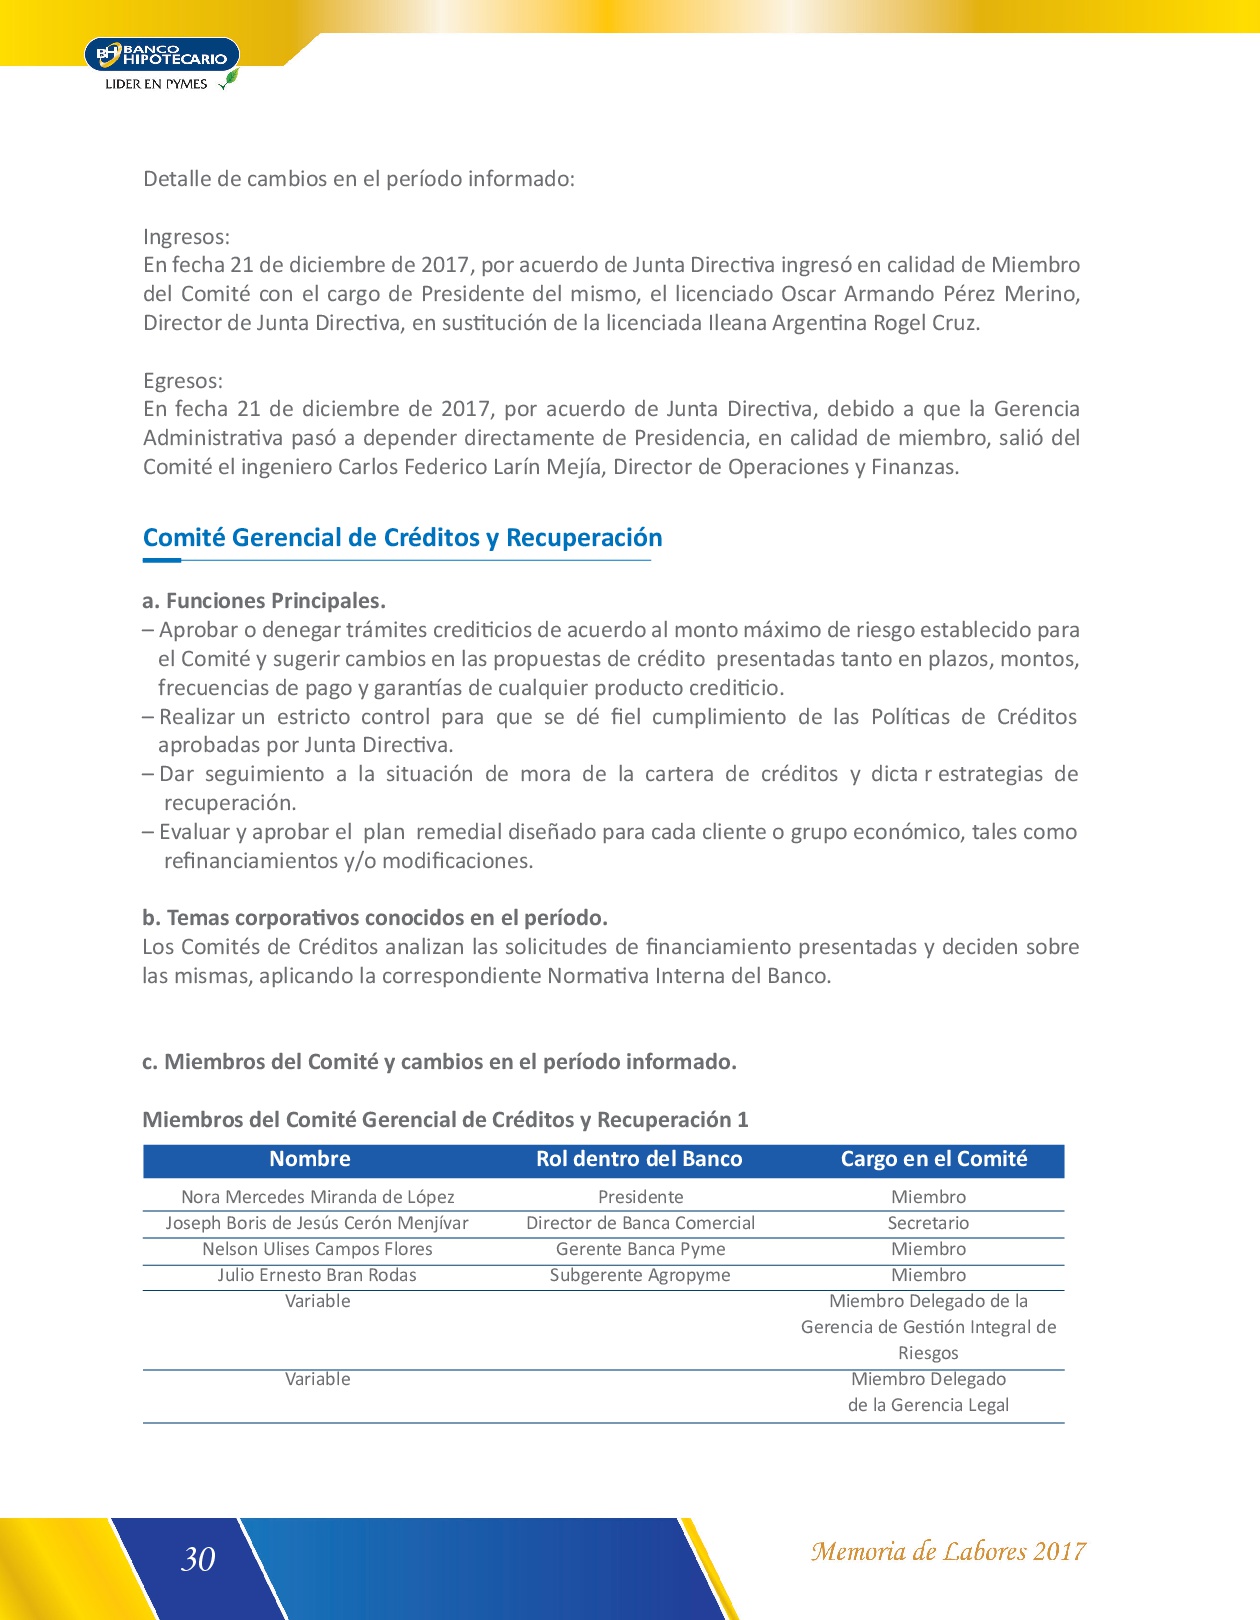 BH BANCO
HIPOTECARIO
LIDER EN PYMES
Detalle de cambios en el período informado:
Ingresos:
En fecha 21 de diciembre de 2017, por acuerdo de Junta Directiva ingresó en calidad de Miembro
del Comité con el cargo de Presidente del mismo, el licenciado Oscar Armando Pérez Merino,
Director de Junta Directiva, en sustitución de la licenciada Ileana Argentina Rogel Cruz.
Egresos:
En fecha 21 de diciembre de 2017, por acuerdo de Junta Directiva, debido a que la Gerencia
Administrativa pasó a depender directamente de Presidencia, en calidad de miembro, salió del
Comité el ingeniero Carlos Federico Larín Mejía, Director de Operaciones y Finanzas.
Comité Gerencial de Créditos y Recuperación
a. Funciones Principales.
– Aprobar o denegar trámites crediticios de acuerdo al monto máximo de riesgo establecido para
el Comité y sugerir cambios en las propuestas de crédito presentadas tanto en plazos, montos,
frecuencias de pago y garantías de cualquier producto crediticio.
– Realizar un estricto control para que se dé fiel cumplimiento de las Políticas de Créditos
aprobadas por Junta Directiva.
– Dar seguimiento a la situación de mora de la cartera de créditos y dicta r estrategias de
recuperación.
– Evaluar y aprobar el plan remedial diseñado para cada cliente o grupo económico, tales como
refinanciamientos y/o modificaciones.
b. Temas corporativos conocidos en el período.
Los Comités de Créditos analizan las solicitudes de financiamiento presentadas y deciden sobre
las mismas, aplicando la correspondiente Normativa Interna del Banco.
c. Miembros del Comité y cambios en el período informado.
Miembros del Comité Gerencial de Créditos y Recuperación 1
Nombre Rol dentro del Banco Cargo en el Comité
Nora Mercedes Miranda de López Presidente Miembro
Joseph Boris de Jesús Cerón Menjívar Director de Banca Comercial Secretario
Nelson Ulises Campos Flores Gerente Banca Pyme Miembro
Julio Ernesto Bran Rodas Subgerente Agropyme Miembro
Variable Miembro Delegado de la
Gerencia de Gestión Integral de
Riesgos
Variable Miembro Delegado
de la Gerencia Legal
30
Memoria de Labores 2017